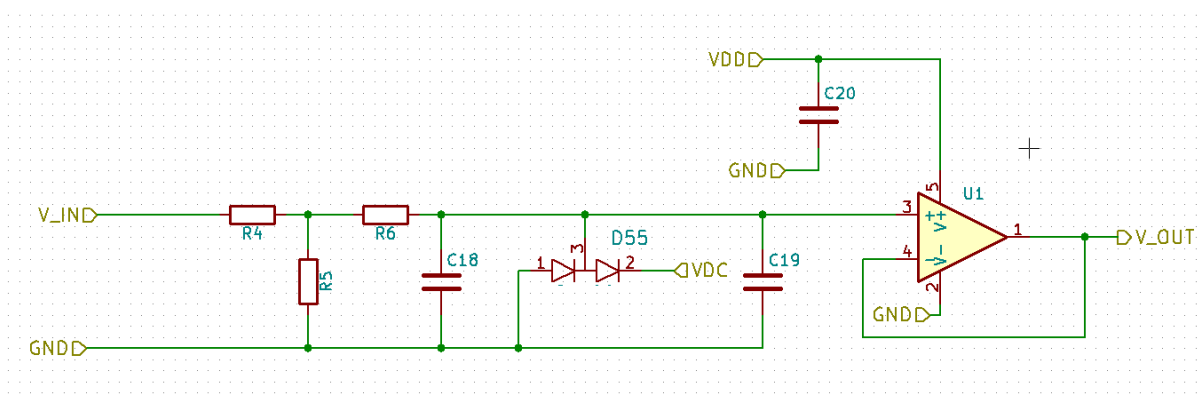 VDD
C20
GND
5
U1
V_IN
R4
R6
3
+
V+
1
V_OUT
D55
3
C18
1
2
VDC
C19
4
-
V-
R5
2
GND
GND